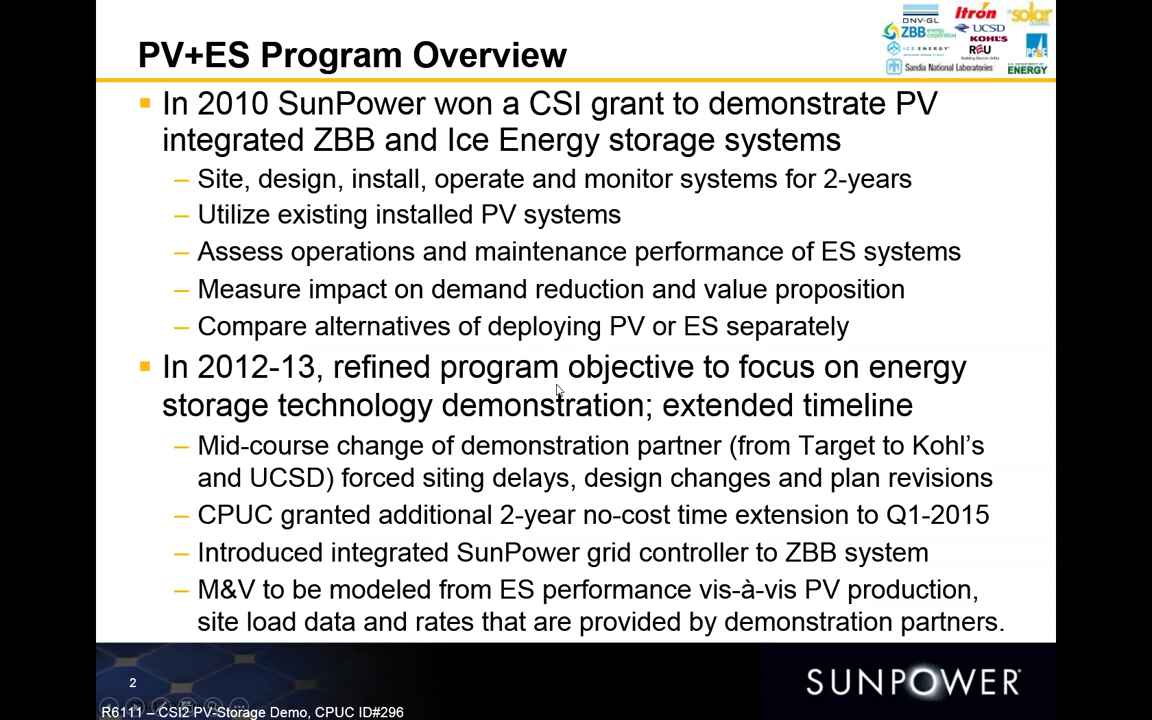 PV+ES Program Overview
DNV·GL
Itrón
solar
ZBB energy corporation
UCSD
KOHL'S
ICE ENERGY
RPU
PG&E
Sandia National Laboratories
ENERGY
In 2010 SunPower won a CSI grant to demonstrate PV
integrated ZBB and Ice Energy storage systems
– Site, design, install, operate and monitor systems for 2-years
– Utilize existing installed PV systems
– Assess operations and maintenance performance of ES systems
– Measure impact on demand reduction and value proposition
– Compare alternatives of deploying PV or ES separately
In 2012-13, refined program objective to focus on energy
storage technology demonstration; extended timeline
– Mid-course change of demonstration partner (from Target to Kohl's
and UCSD) forced siting delays, design changes and plan revisions
– CPUC granted additional 2-year no-cost time extension to Q1-2015
– Introduced integrated SunPower grid controller to ZBB system
– M&V to be modeled from ES performance vis-à-vis PV production,
site load data and rates that are provided by demonstration partners.
2
SUNPOWER
R6111 – CSI2 PV-Storage Demo, CPUC ID#296